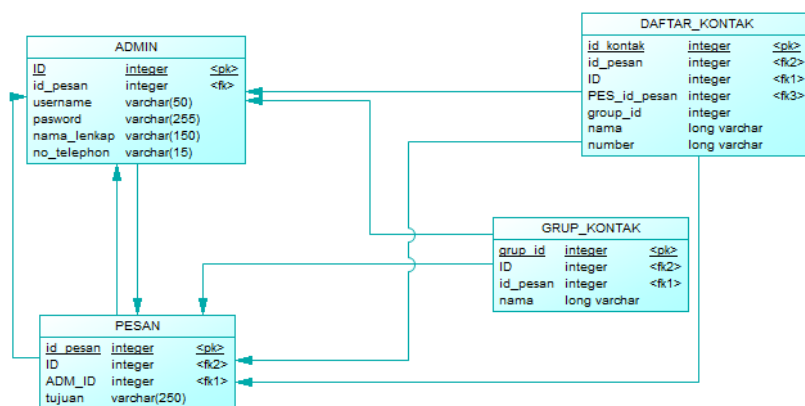 ADMIN
ID integer <pk>
id_pesan integer <fk>
username varchar(50)
pasword varchar(255)
nama_lenkap varchar(150)
no_telephon varchar(15)
DAFTAR_KONTAK
id_kontak integer <pk>
id_pesan integer <fk2>
ID integer <fk1>
PES_id_pesan integer <fk3>
group_id integer
nama long varchar
number long varchar
GRUP_KONTAK
grup_id integer <pk>
ID integer <fk2>
id_pesan integer <fk1>
nama long varchar
PESAN
id_pesan integer <pk>
ID integer <fk2>
ADM_ID integer <fk1>
tujuan varchar(250)